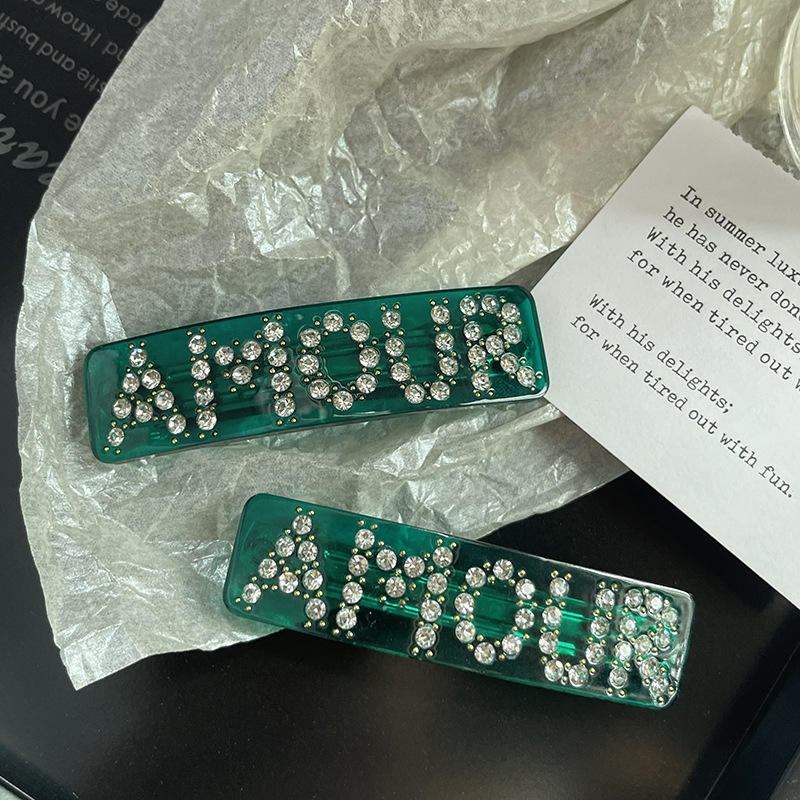 AMOUR
AMOUR
In summer lux
he has never don
With his delights
for when tired out w
With his delights;
for when tired out with fun.